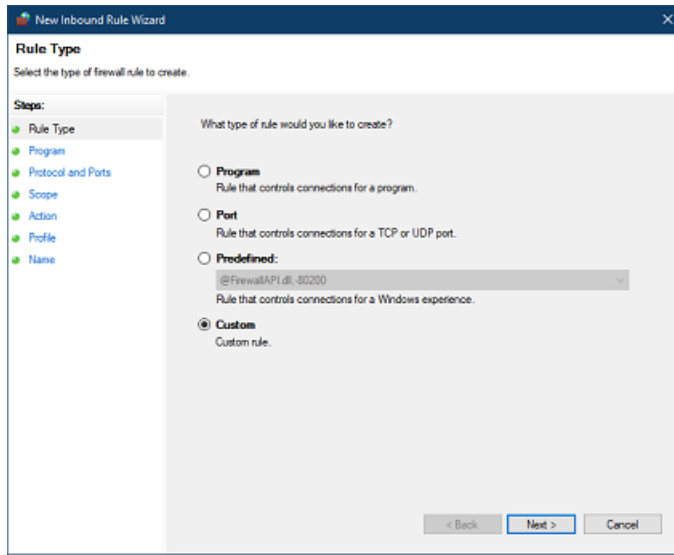 New Inbound Rule Wizard
Rule Type
Select the type of firewall rule to create.
Steps:
Rule Type
Program
Protocol and Ports
Scope
Action
Profile
Name
What type of rule would you like to create?
Program
Rule that controls connections for a program.
Port
Rule that controls connections for a TCP or UDP port.
Predefined:
@FirewallAPI.dll,-80200
Rule that controls connections for a Windows experience.
Custom
Custom rule.
< Back
Next >
Cancel